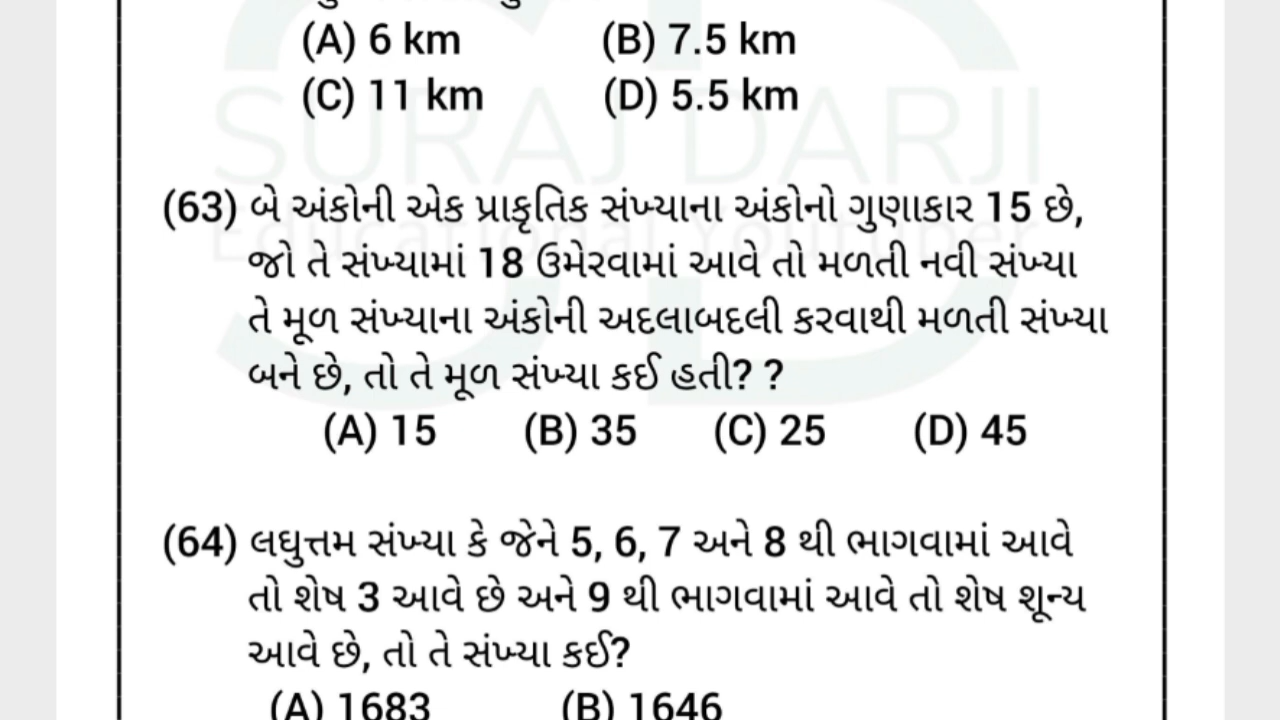 (A) 6 km (B) 7.5 km
(C) 11 km (D) 5.5 km
SURAJ DARJI
Educational Youtuber
(63) બે અંકોની એક પ્રાકૃતિક સંખ્યાના અંકોનો ગુણાકાર 15 છે,
જો તે સંખ્યામાં 18 ઉમેરવામાં આવે તો મળતી નવી સંખ્યા
તે મૂળ સંખ્યાના અંકોની અદલાબદલી કરવાથી મળતી સંખ્યા
બને છે, તો તે મૂળ સંખ્યા કઈ હતી? ?
(A) 15 (B) 35 (C) 25 (D) 45
(64) લઘુત્તમ સંખ્યા કે જેને 5, 6, 7 અને 8 થી ભાગવામાં આવે
તો શેષ 3 આવે છે અને 9 થી ભાગવામાં આવે તો શેષ શૂન્ય
આવે છે, તો તે સંખ્યા કઈ?
(A) 1683 (B) 1646